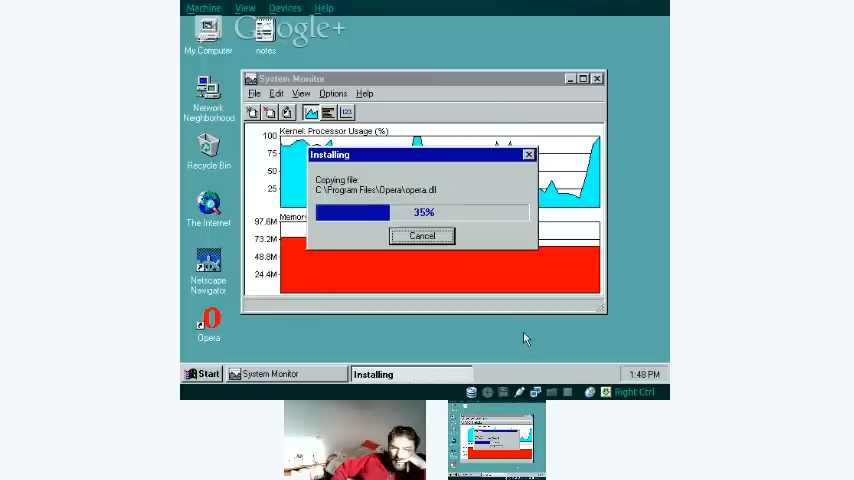 Machine View Devices Help
Google+
My Computer
notes
Network
Neighborhood
Recycle Bin
The Internet
Netscape
Navigator
Opera
System Monitor
File Edit View Options Help
Kernel: Processor Usage (%)
100
75
50
25
Memory
97.6M
73.2M
48.8M
24.4M
Installing
Copying file:
C:\Program Files\Opera\opera.dll
35%
Cancel
Start System Monitor Installing 1:48 PM
Right Ctrl